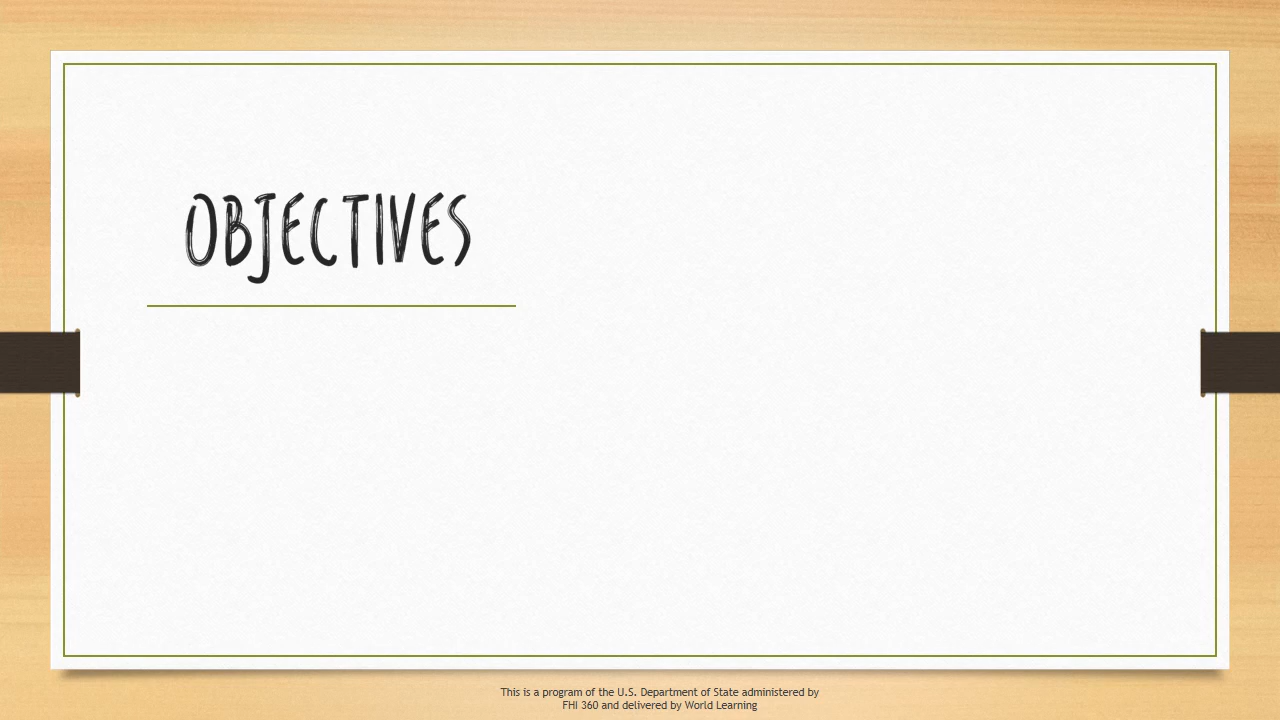 OBJECTIVES
This is a program of the U.S. Department of State administered by
FHI 360 and delivered by World Learning